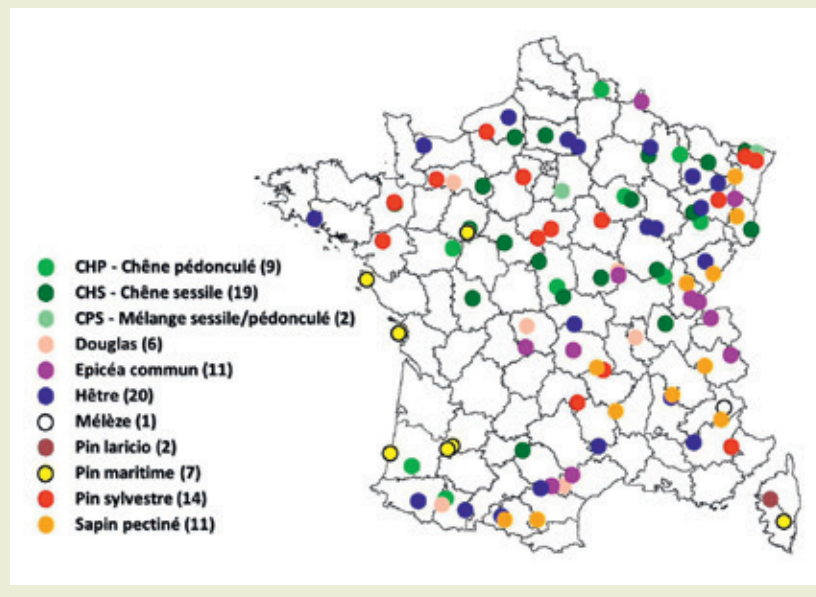 CHP - Chêne pédonculé (9)
CHS - Chêne sessile (19)
CPS - Mélange sessile/pédonculé (2)
Douglas (6)
Epicéa commun (11)
Hêtre (20)
Mélèze (1)
Pin laricio (2)
Pin maritime (7)
Pin sylvestre (14)
Sapin pectiné (11)